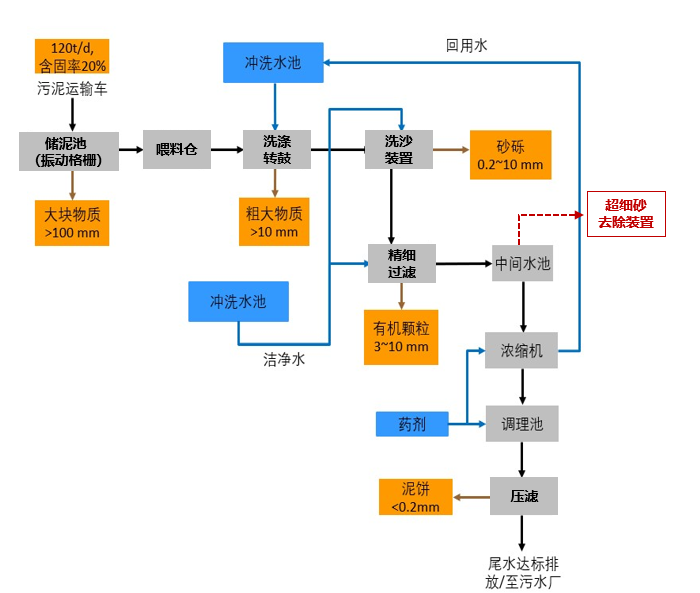 120t/d,
含固率20%
污泥运输车
冲洗水池
回用水
储泥池
(振动格栅)
喂料仓
洗涤
转鼓
洗沙
装置
砂砾
0.2~10 mm
大块物质
>100 mm
粗大物质
>10 mm
超细砂
去除装置
精细
过滤
中间水池
冲洗水池
洁净水
有机颗粒
3~10 mm
浓缩机
药剂
调理池
泥饼
<0.2mm
压滤
尾水达标排
放/至污水厂